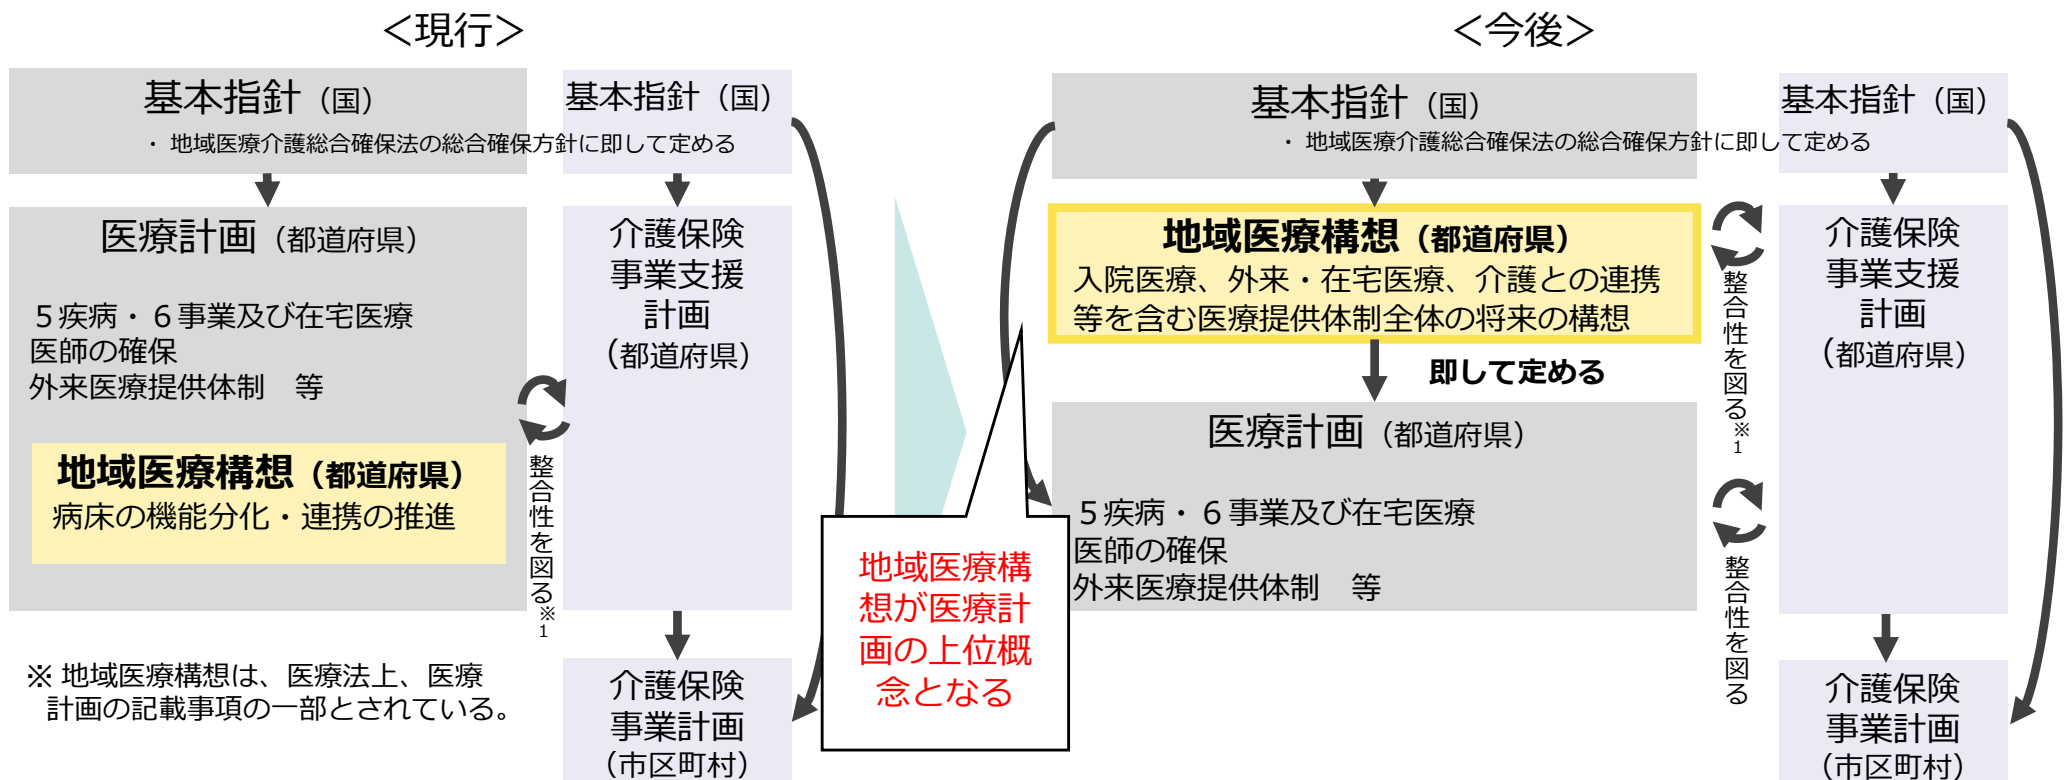 ＜現行＞
基本指針（国）
・ 地域医療介護総合確保法の総合確保方針に即して定める
基本指針（国）
医療計画（都道府県）
５疾病・６事業及び在宅医療
医師の確保
外来医療提供体制　等
地域医療構想（都道府県）
病床の機能分化・連携の推進
整合性を図る※1
介護保険
事業支援
計画
（都道府県）
介護保険
事業計画
（市区町村）
※ 地域医療構想は、医療法上、医療
計画の記載事項の一部とされている。
＜今後＞
基本指針（国）
・ 地域医療介護総合確保法の総合確保方針に即して定める
基本指針（国）
地域医療構想（都道府県）
入院医療、外来・在宅医療、介護との連携
等を含む医療提供体制全体の将来の構想
即して定める
医療計画（都道府県）
５疾病・６事業及び在宅医療
医師の確保
外来医療提供体制　等
整合性を図る※1
整合性を図る
介護保険
事業支援
計画
（都道府県）
介護保険
事業計画
（市区町村）
地域医療構
想が医療計
画の上位概
念となる